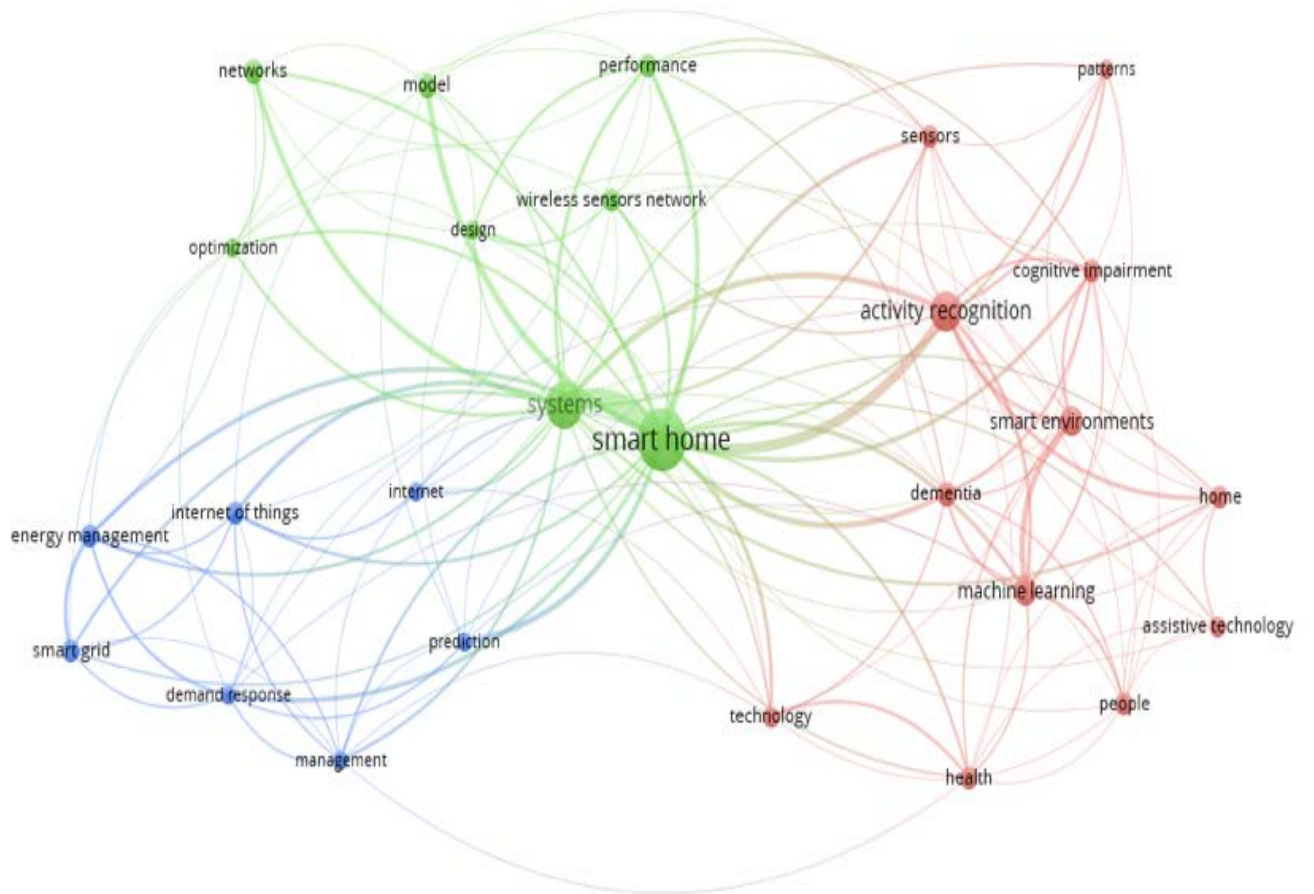 networks
model
performance
patterns
sensors
wireless sensors network
design
optimization
cognitive impairment
activity recognition
systems
smart home
smart environments
internet
dementia
home
internet of things
energy management
machine learning
assistive technology
prediction
smart grid
demand response
people
technology
management
health